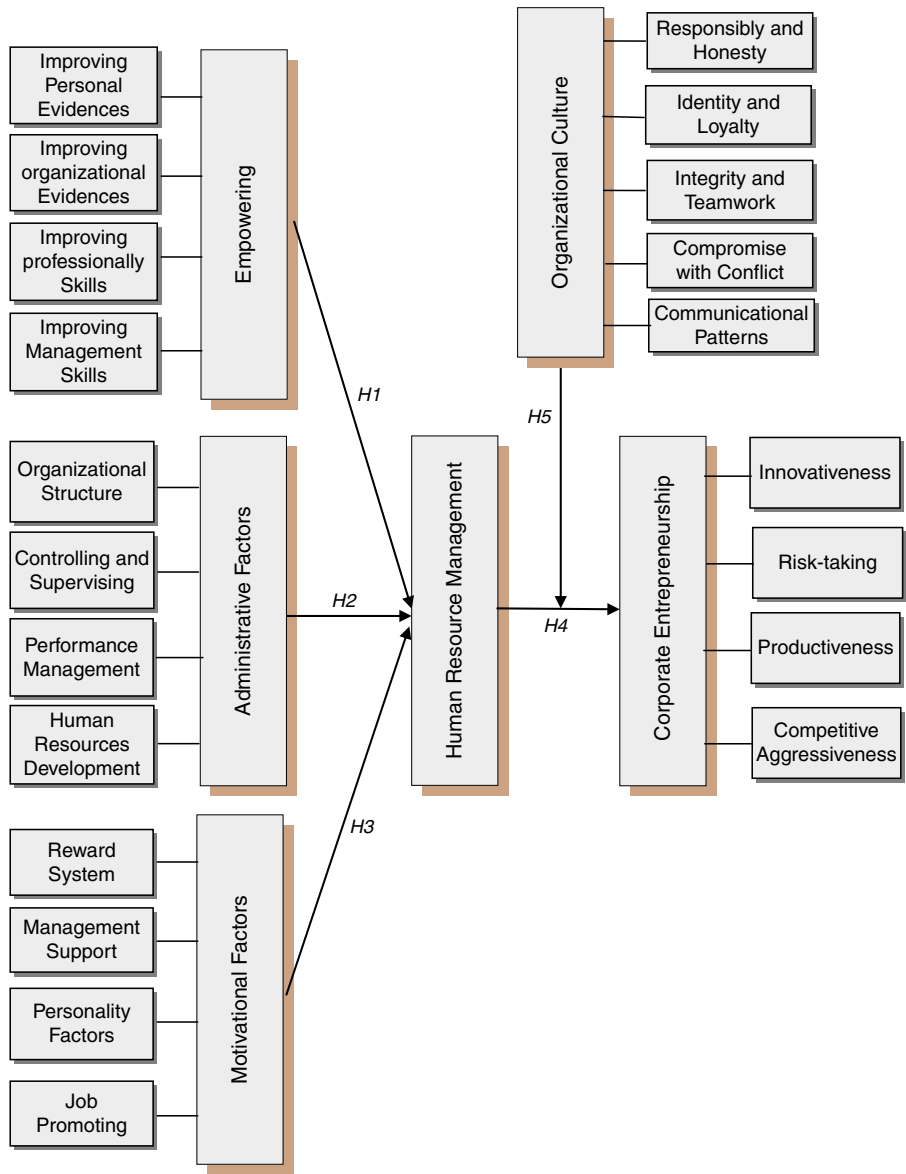 Improving
Personal
Evidences
Improving
organizational
Evidences
Improving
professionally
Skills
Improving
Management
Skills
Empowering
H1
Organizational
Structure
Controlling and
Supervising
Performance
Management
Human
Resources
Development
Administrative Factors
H2
Reward
System
Management
Support
Personality
Factors
Job
Promoting
Motivational Factors
H3
Human Resource Management
Organizational Culture
Responsibly and
Honesty
Identity and
Loyalty
Integrity and
Teamwork
Compromise
with Conflict
Communicational
Patterns
H5
H4
Corporate Entrepreneurship
Innovativeness
Risk-taking
Productiveness
Competitive
Aggressiveness